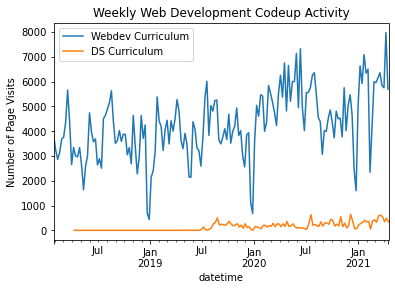 Weekly Web Development Codeup Activity
Webdev Curriculum
DS Curriculum
Number of Page Visits
8000
7000
6000
5000
4000
3000
2000
1000
0
Jul
Jan
2019
Jul
Jan
2020
Jul
Jan
2021
datetime